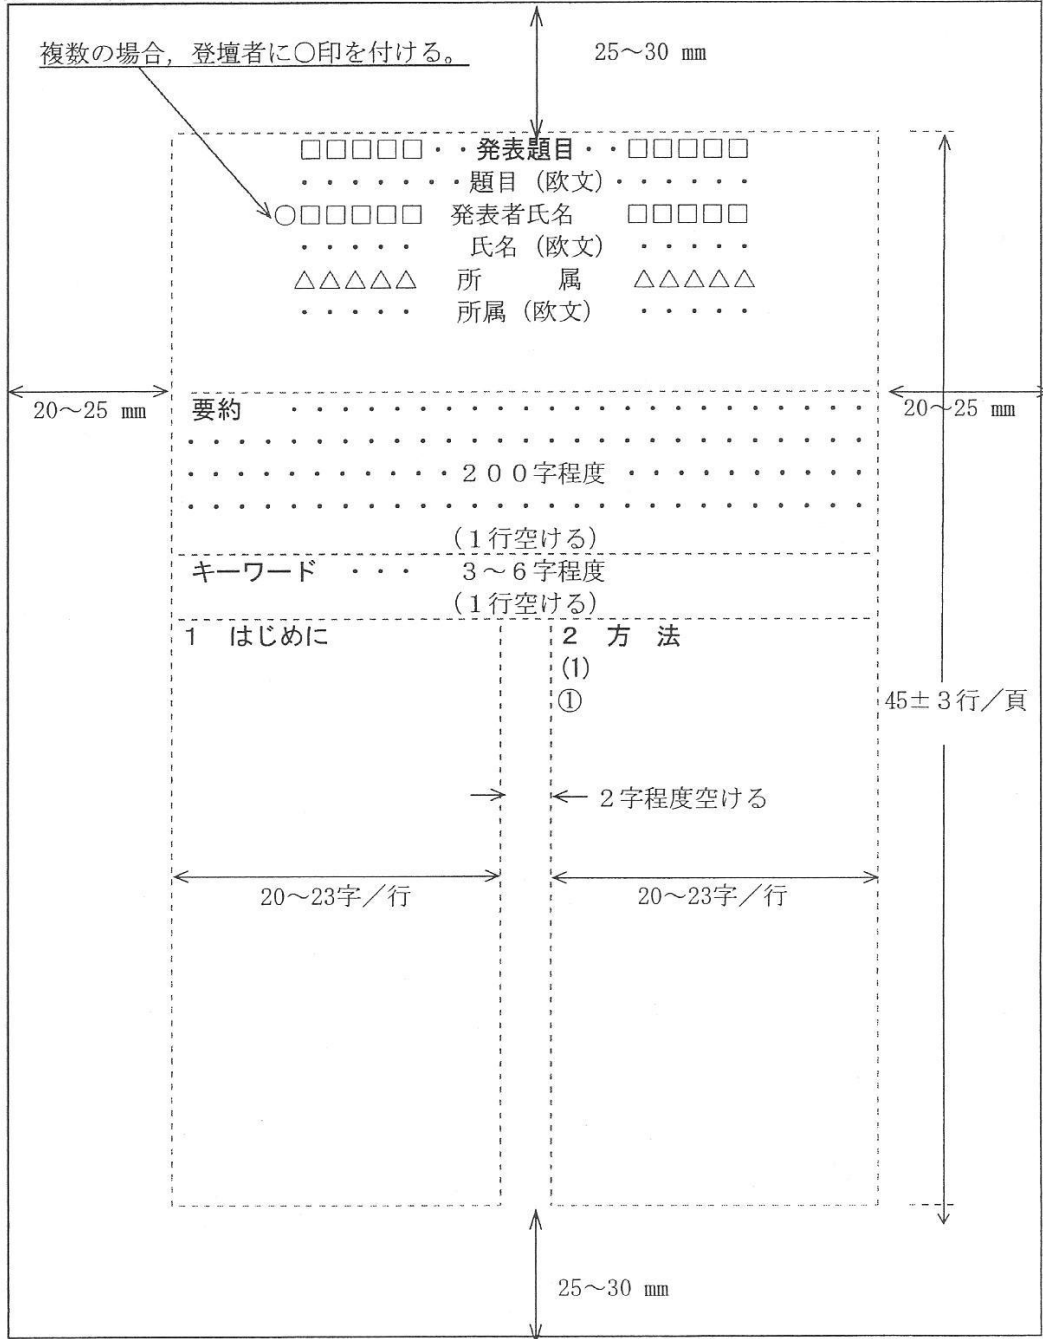 複数の場合，登壇者に○印を付ける。
25～30 mm
□□□□□・・発表題目・・□□□□□
・・・・・・・題目（欧文）・・・・・・
○□□□□□　発表者氏名　□□□□□
・・・・・　氏名（欧文）　・・・・・
△△△△△　所　　　属　△△△△△
・・・・・　所属（欧文）　・・・・・
20～25 mm
20～25 mm
要約　・・・・・・・・・・・・・・・・・・・・・・・・
・・・・・・・・・・・・・・・・・・・・・・・・・・・・
・・・・・・・・・・・２００字程度・・・・・・・・・・
・・・・・・・・・・・・・・・・・・・・・・・・・・・・
（１行空ける）
キーワード　・・・　３～６字程度
（１行空ける）
1　はじめに
2　方　法
(1)
①
45±３行／頁
２字程度空ける
20～23字／行
20～23字／行
25～30 mm